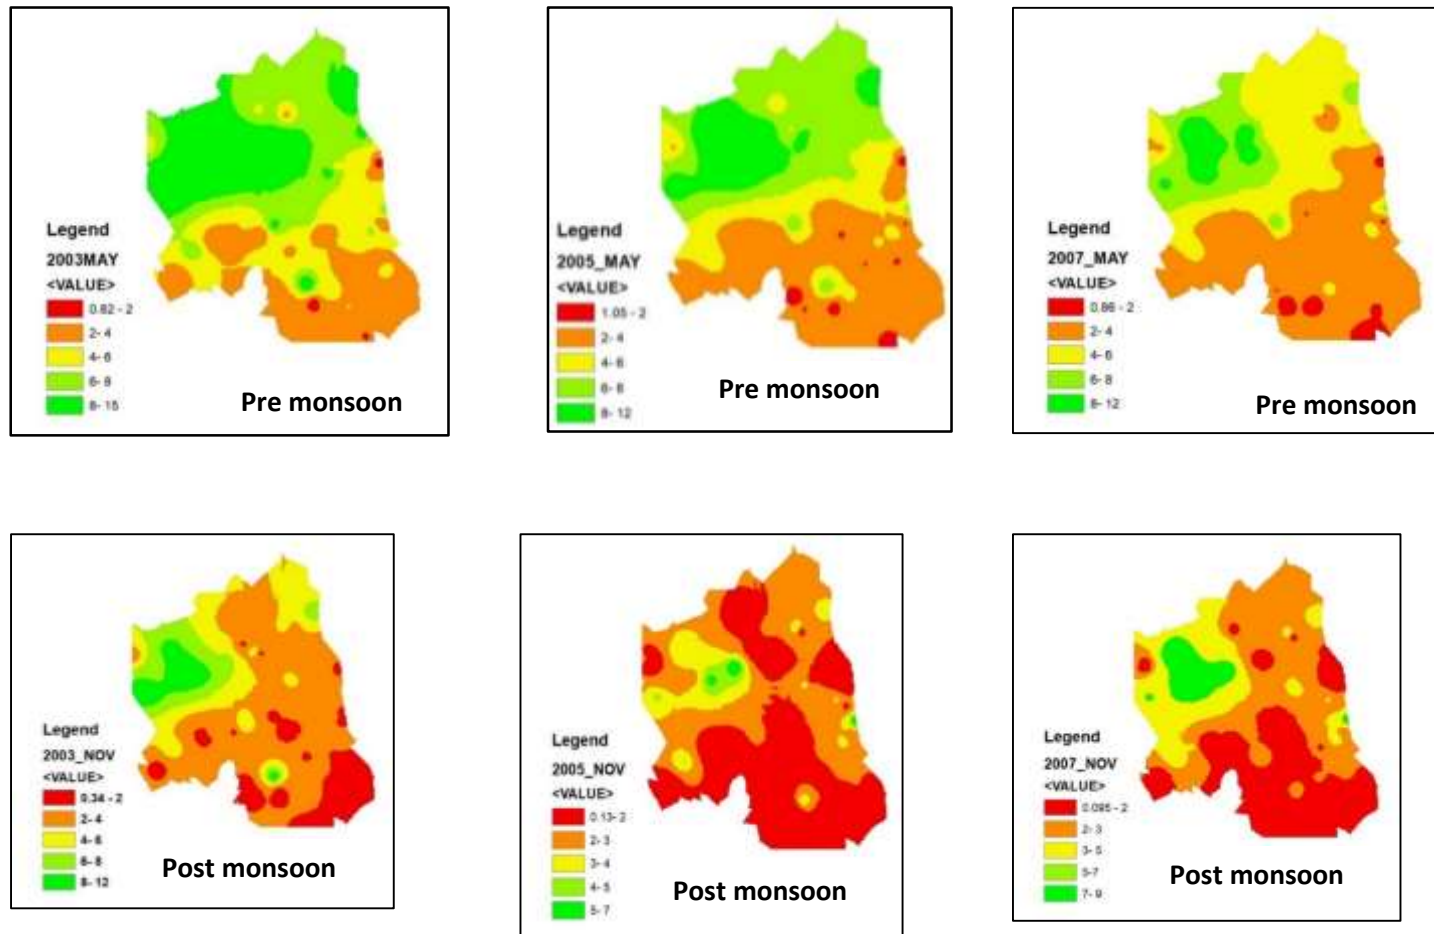 Legend
2003MAY
<VALUE>
0.82 - 2
2- 4
4- 6
6- 8
8- 15
Pre monsoon
Legend
2005_MAY
<VALUE>
1.05 - 2
2- 4
4- 6
6- 8
8- 12
Pre monsoon
Legend
2007_MAY
<VALUE>
0.86 - 2
2- 4
4- 6
6- 8
8- 12
Pre monsoon
Legend
2003_NOV
<VALUE>
0.34 - 2
2- 4
4- 6
6- 8
8- 12
Post monsoon
Legend
2005_NOV
<VALUE>
0.13- 2
2- 3
3- 4
4- 5
5- 7
Post monsoon
Legend
2007_NOV
<VALUE>
0.095 - 2
2- 3
3- 5
5-7
7- 9
Post monsoon